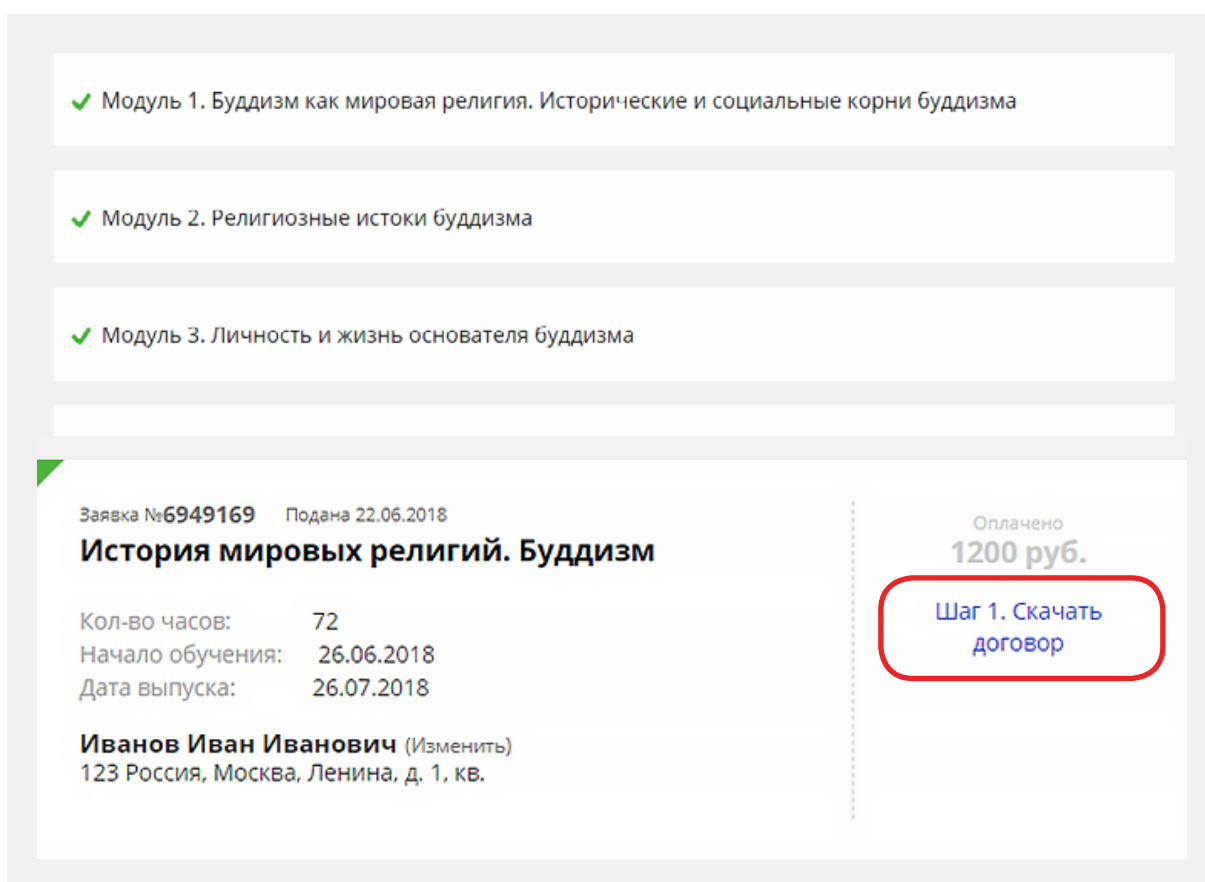 Модуль 1. Буддизм как мировая религия. Исторические и социальные корни буддизма
Модуль 2. Религиозные истоки буддизма
Модуль 3. Личность и жизнь основателя буддизма
Заявка №6949169 Подана 22.06.2018
История мировых религий. Буддизм
Кол-во часов: 72
Начало обучения: 26.06.2018
Дата выпуска: 26.07.2018
Иванов Иван Иванович (Изменить)
123 Россия, Москва, Ленина, д. 1, кв.
Оплачено
1200 руб.
Шаг 1. Скачать
договор